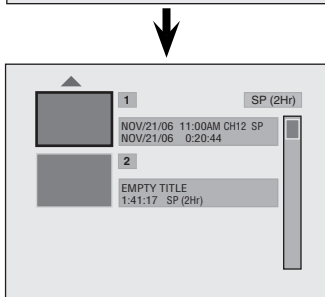 1 SP (2Hr)
NOV/21/06 11:00AM CH12 SP
NOV/21/06 0:20:44
2
EMPTY TITLE
1:41:17 SP (2Hr)